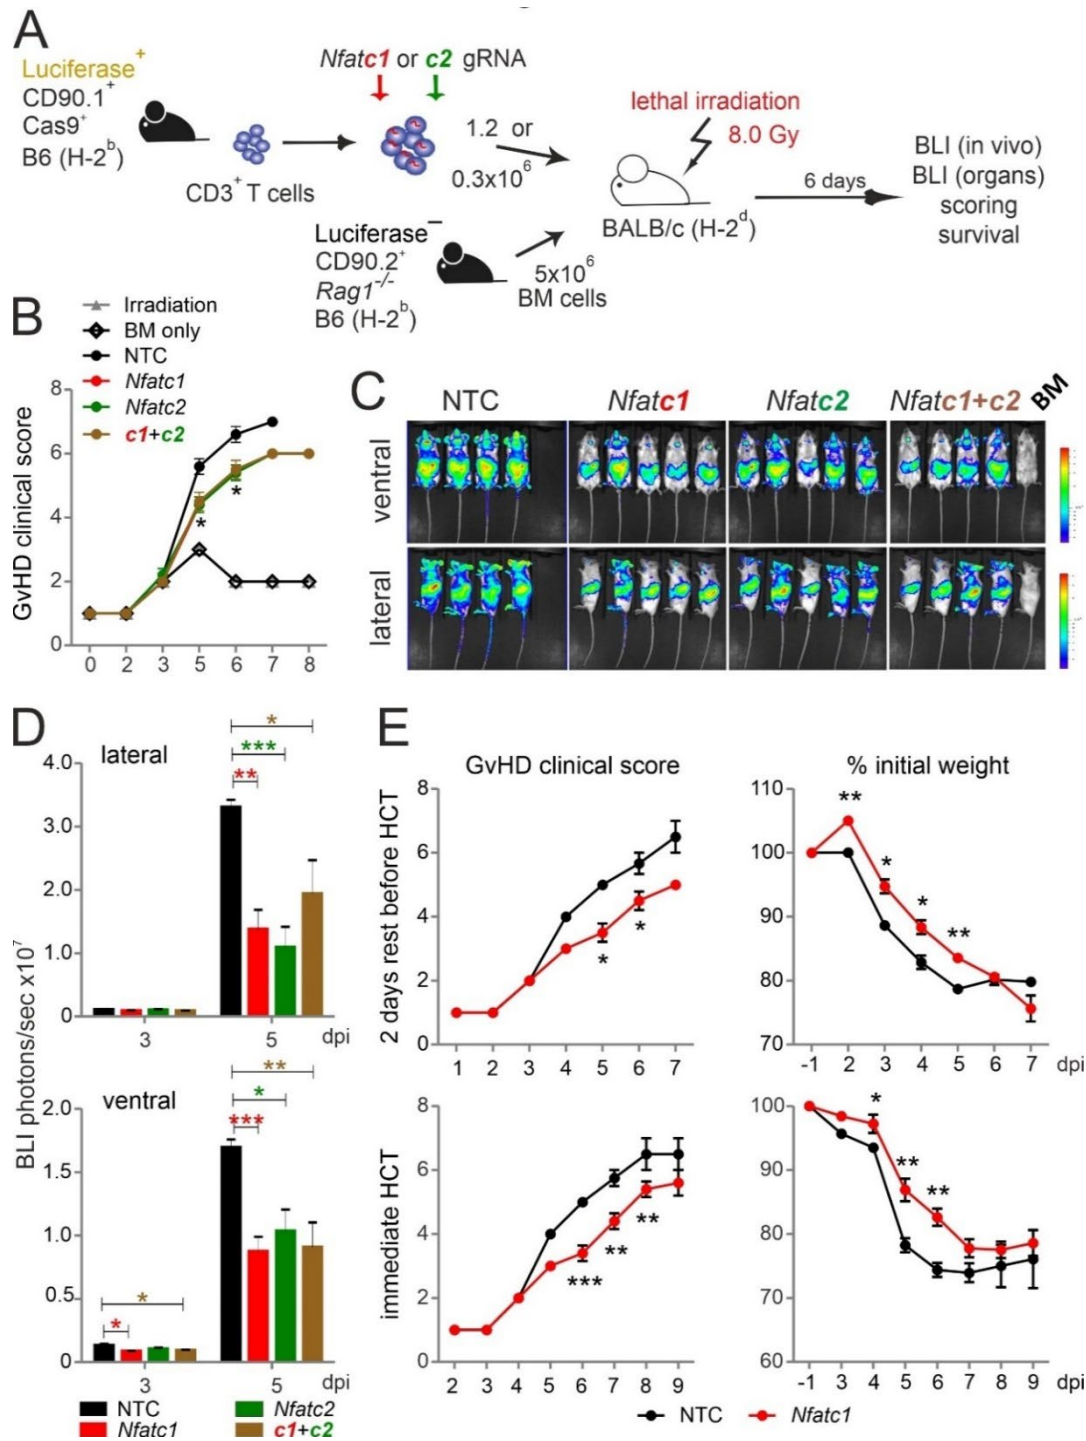 A
Luciferase+
CD90.1+
Cas9+
B6 (H-2b)
CD3+ T cells
Nfatc1 or c2 gRNA
1.2 or
0.3x10^6
Luciferase–
CD90.2+
Rag1-/-
B6 (H-2b)
5x10^6
BM cells
lethal irradiation
8.0 Gy
BALB/c (H-2d)
6 days
BLI (in vivo)
BLI (organs)
scoring
survival
B
Irradiation
BM only
NTC
Nfatc1
Nfatc2
c1+c2
GvHD clinical score
8
6
4
2
0
* *
0 2 3 5 6 7 8
C
NTC Nfatc1 Nfatc2 Nfatc1+c2 BM
ventral
lateral
D
BLI photons/sec x10^7
lateral
4.0
3.0
2.0
1.0
0
*
***
**
3 5 dpi
ventral
2.0
1.5
1.0
0.5
0
**
*
***
*
*
3 5 dpi
NTC Nfatc2
Nfatc1 c1+c2
E
GvHD clinical score % initial weight
2 days rest before HCT
8
6
4
2
0
* *
1 2 3 4 5 6 7
110
100
90
80
70
** * * **
-1 2 3 4 5 6 7 dpi
immediate HCT
8
6
4
2
0
*** ** **
2 3 4 5 6 7 8 9
100
90
80
70
60
* ** **
-1 3 4 5 6 7 8 9 dpi
NTC Nfatc1